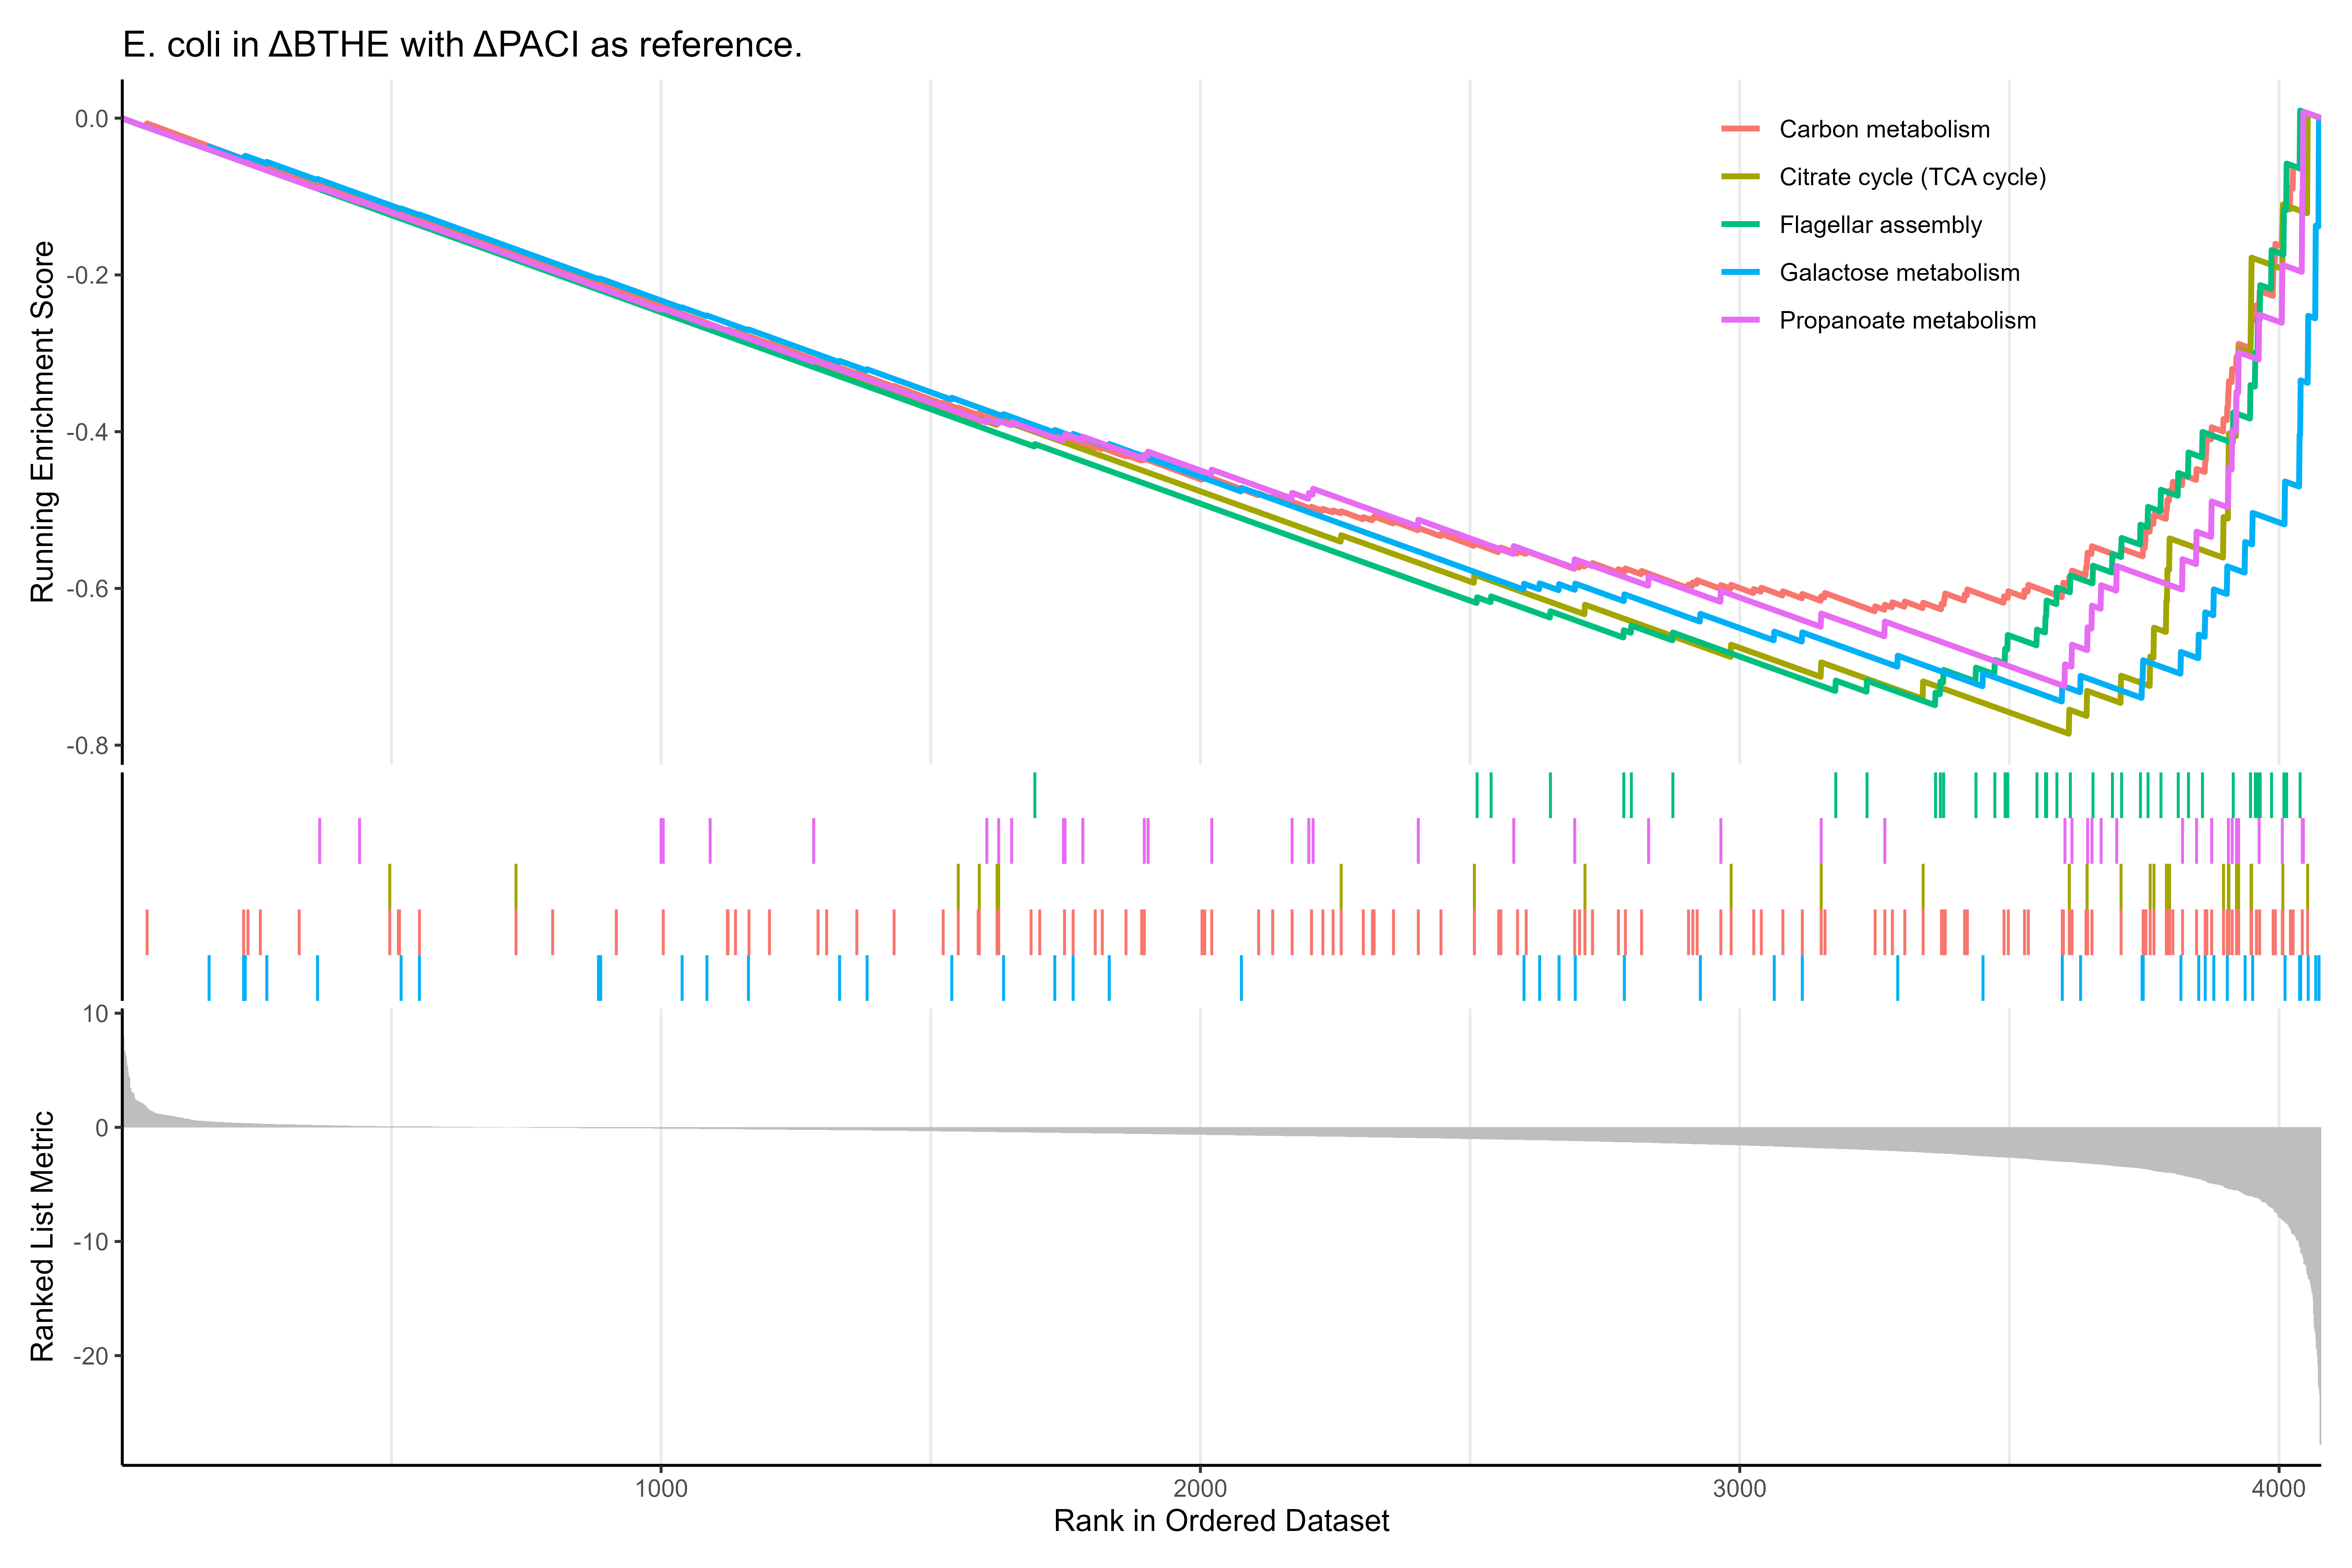 E. coli in ΔBTHE with ΔPACI as reference.
Running Enrichment Score
0.0
-0.2
-0.4
-0.6
-0.8
Carbon metabolism
Citrate cycle (TCA cycle)
Flagellar assembly
Galactose metabolism
Propanoate metabolism
Ranked List Metric
10
0
-10
-20
1000
2000
3000
4000
Rank in Ordered Dataset